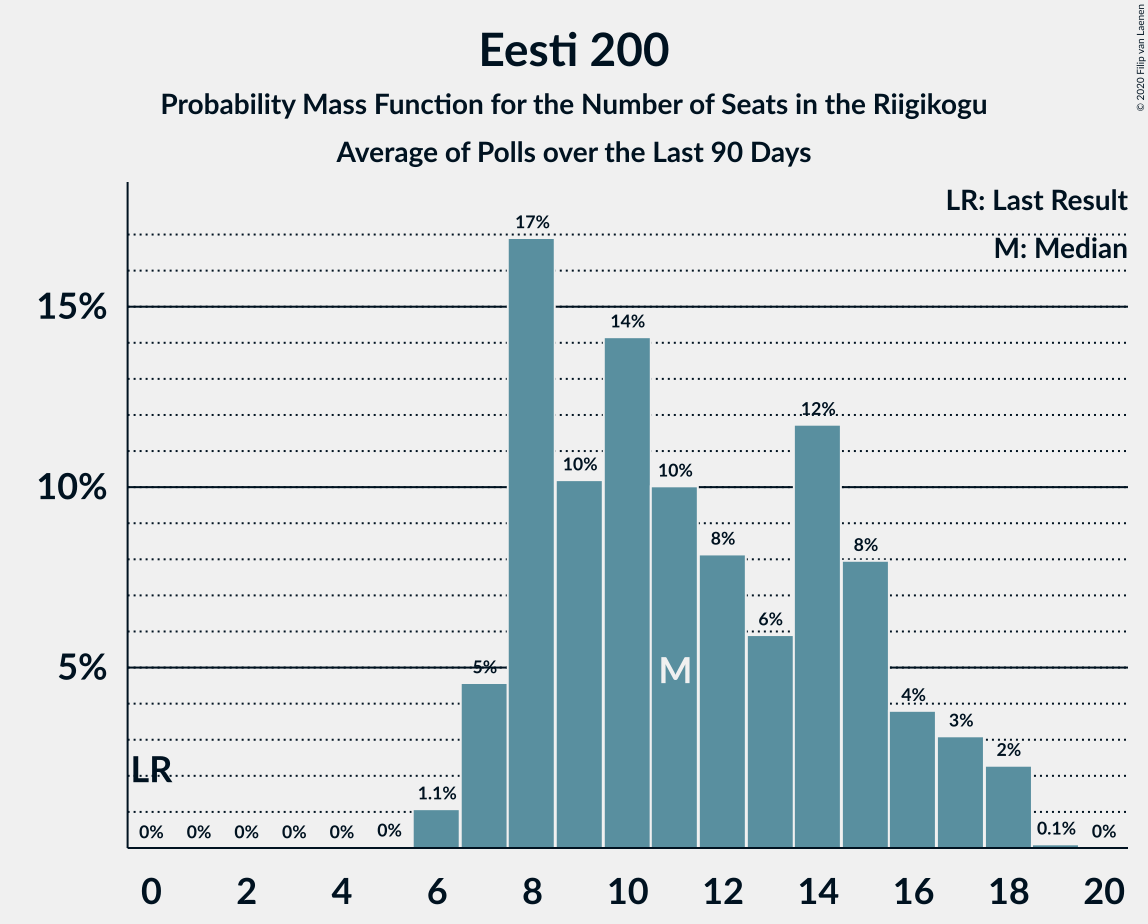 Eesti 200
Probability Mass Function for the Number of Seats in the Riigikogu
Average of Polls over the Last 90 Days
© 2020 Filip van Laenen
LR: Last Result
M: Median
15%
10%
5%
LR
M
0%
0%
0%
0%
0%
0%
1.1%
5%
17%
10%
14%
10%
8%
6%
12%
8%
4%
3%
2%
0.1%
0%
0 2 4 6 8 10 12 14 16 18 20